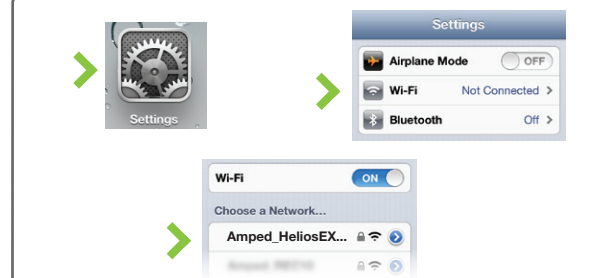 Settings
Settings
Airplane Mode OFF
Wi-Fi Not Connected
Bluetooth Off
Wi-Fi ON
Choose a Network...
Amped_HeliosEX...